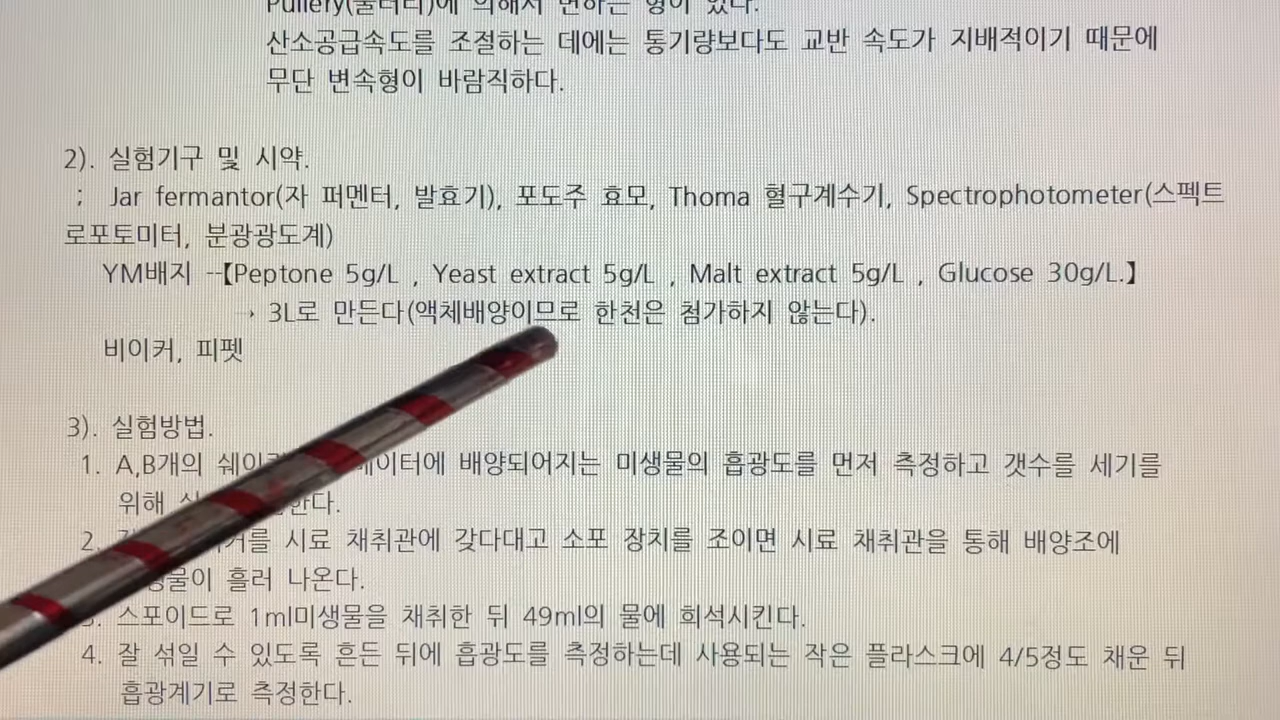 의해서 변하는 형이 있다.
산소공급속도를 조절하는 데에는 통기량보다도 교반 속도가 지배적이기 때문에
무단 변속형이 바람직하다.
2). 실험기구 및 시약.
; Jar fermantor(자 퍼멘터, 발효기), 포도주 효모, Thoma 혈구계수기, Spectrophotometer(스펙트
로포토미터, 분광광도계)
YM배지 --【Peptone 5g/L , Yeast extract 5g/L , Malt extract 5g/L , Glucose 30g/L.】
→ 3L로 만든다(액체배양이므로 한천은 첨가하지 않는다).
비이커, 피펫
3). 실험방법.
1. A,B개의 배양되어지는 미생물의 흡광도를 먼저 측정하고 갯수를 세기를
위해
2. 시료 채취관에 갖다대고 소포 장치를 조이면 시료 채취관을 통해 배양조에
흘러 나온다.
스포이드로 1ml미생물을 채취한 뒤 49ml의 물에 희석시킨다.
4. 잘 섞일 수 있도록 흔든 뒤에 흡광도를 측정하는데 사용되는 작은 플라스크에 4/5정도 채운 뒤
흡광계기로 측정한다.